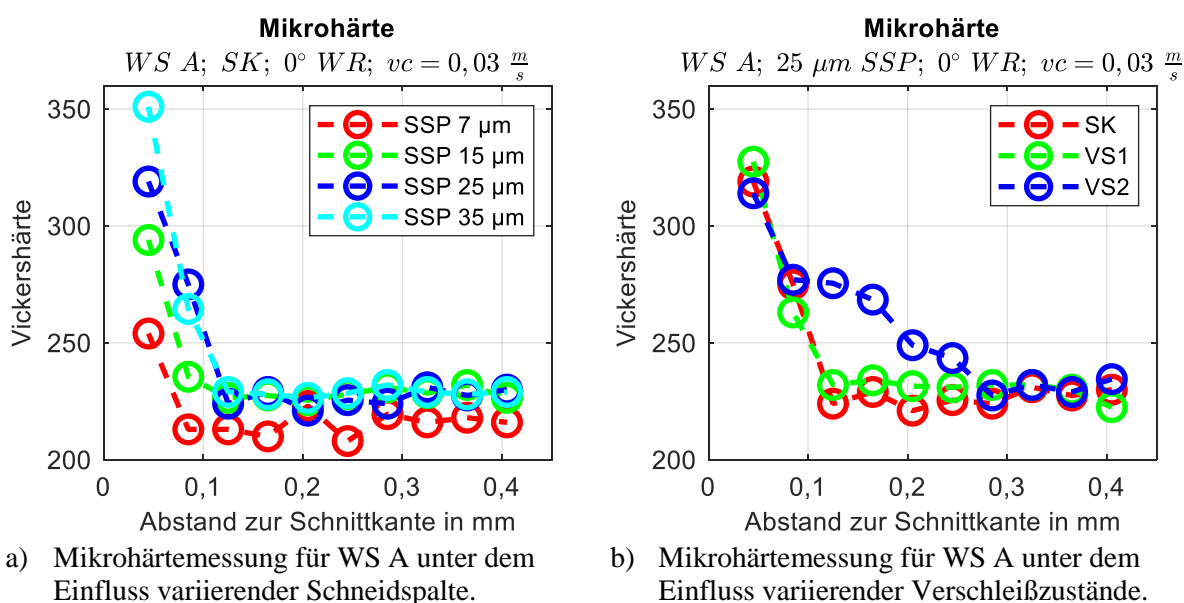 Mikrohärte
WS A; SK; 0° WR; vc = 0,03 m/s
350
300
250
200
Vickershärte
SSP 7 µm
SSP 15 µm
SSP 25 µm
SSP 35 µm
0 0,1 0,2 0,3 0,4
Abstand zur Schnittkante in mm
a) Mikrohärtemessung für WS A unter dem
Einfluss variierender Schneidspalte.
Mikrohärte
WS A; 25 µm SSP; 0° WR; vc = 0,03 m/s
350
300
250
200
Vickershärte
SK
VS1
VS2
0 0,1 0,2 0,3 0,4
Abstand zur Schnittkante in mm
b) Mikrohärtemessung für WS A unter dem
Einfluss variierender Verschleißzustände.